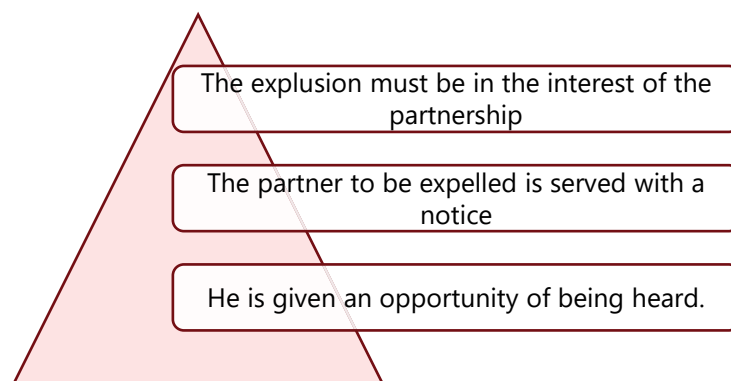 The explusion must be in the interest of the
partnership
The partner to be expelled is served with a
notice
He is given an opportunity of being heard.